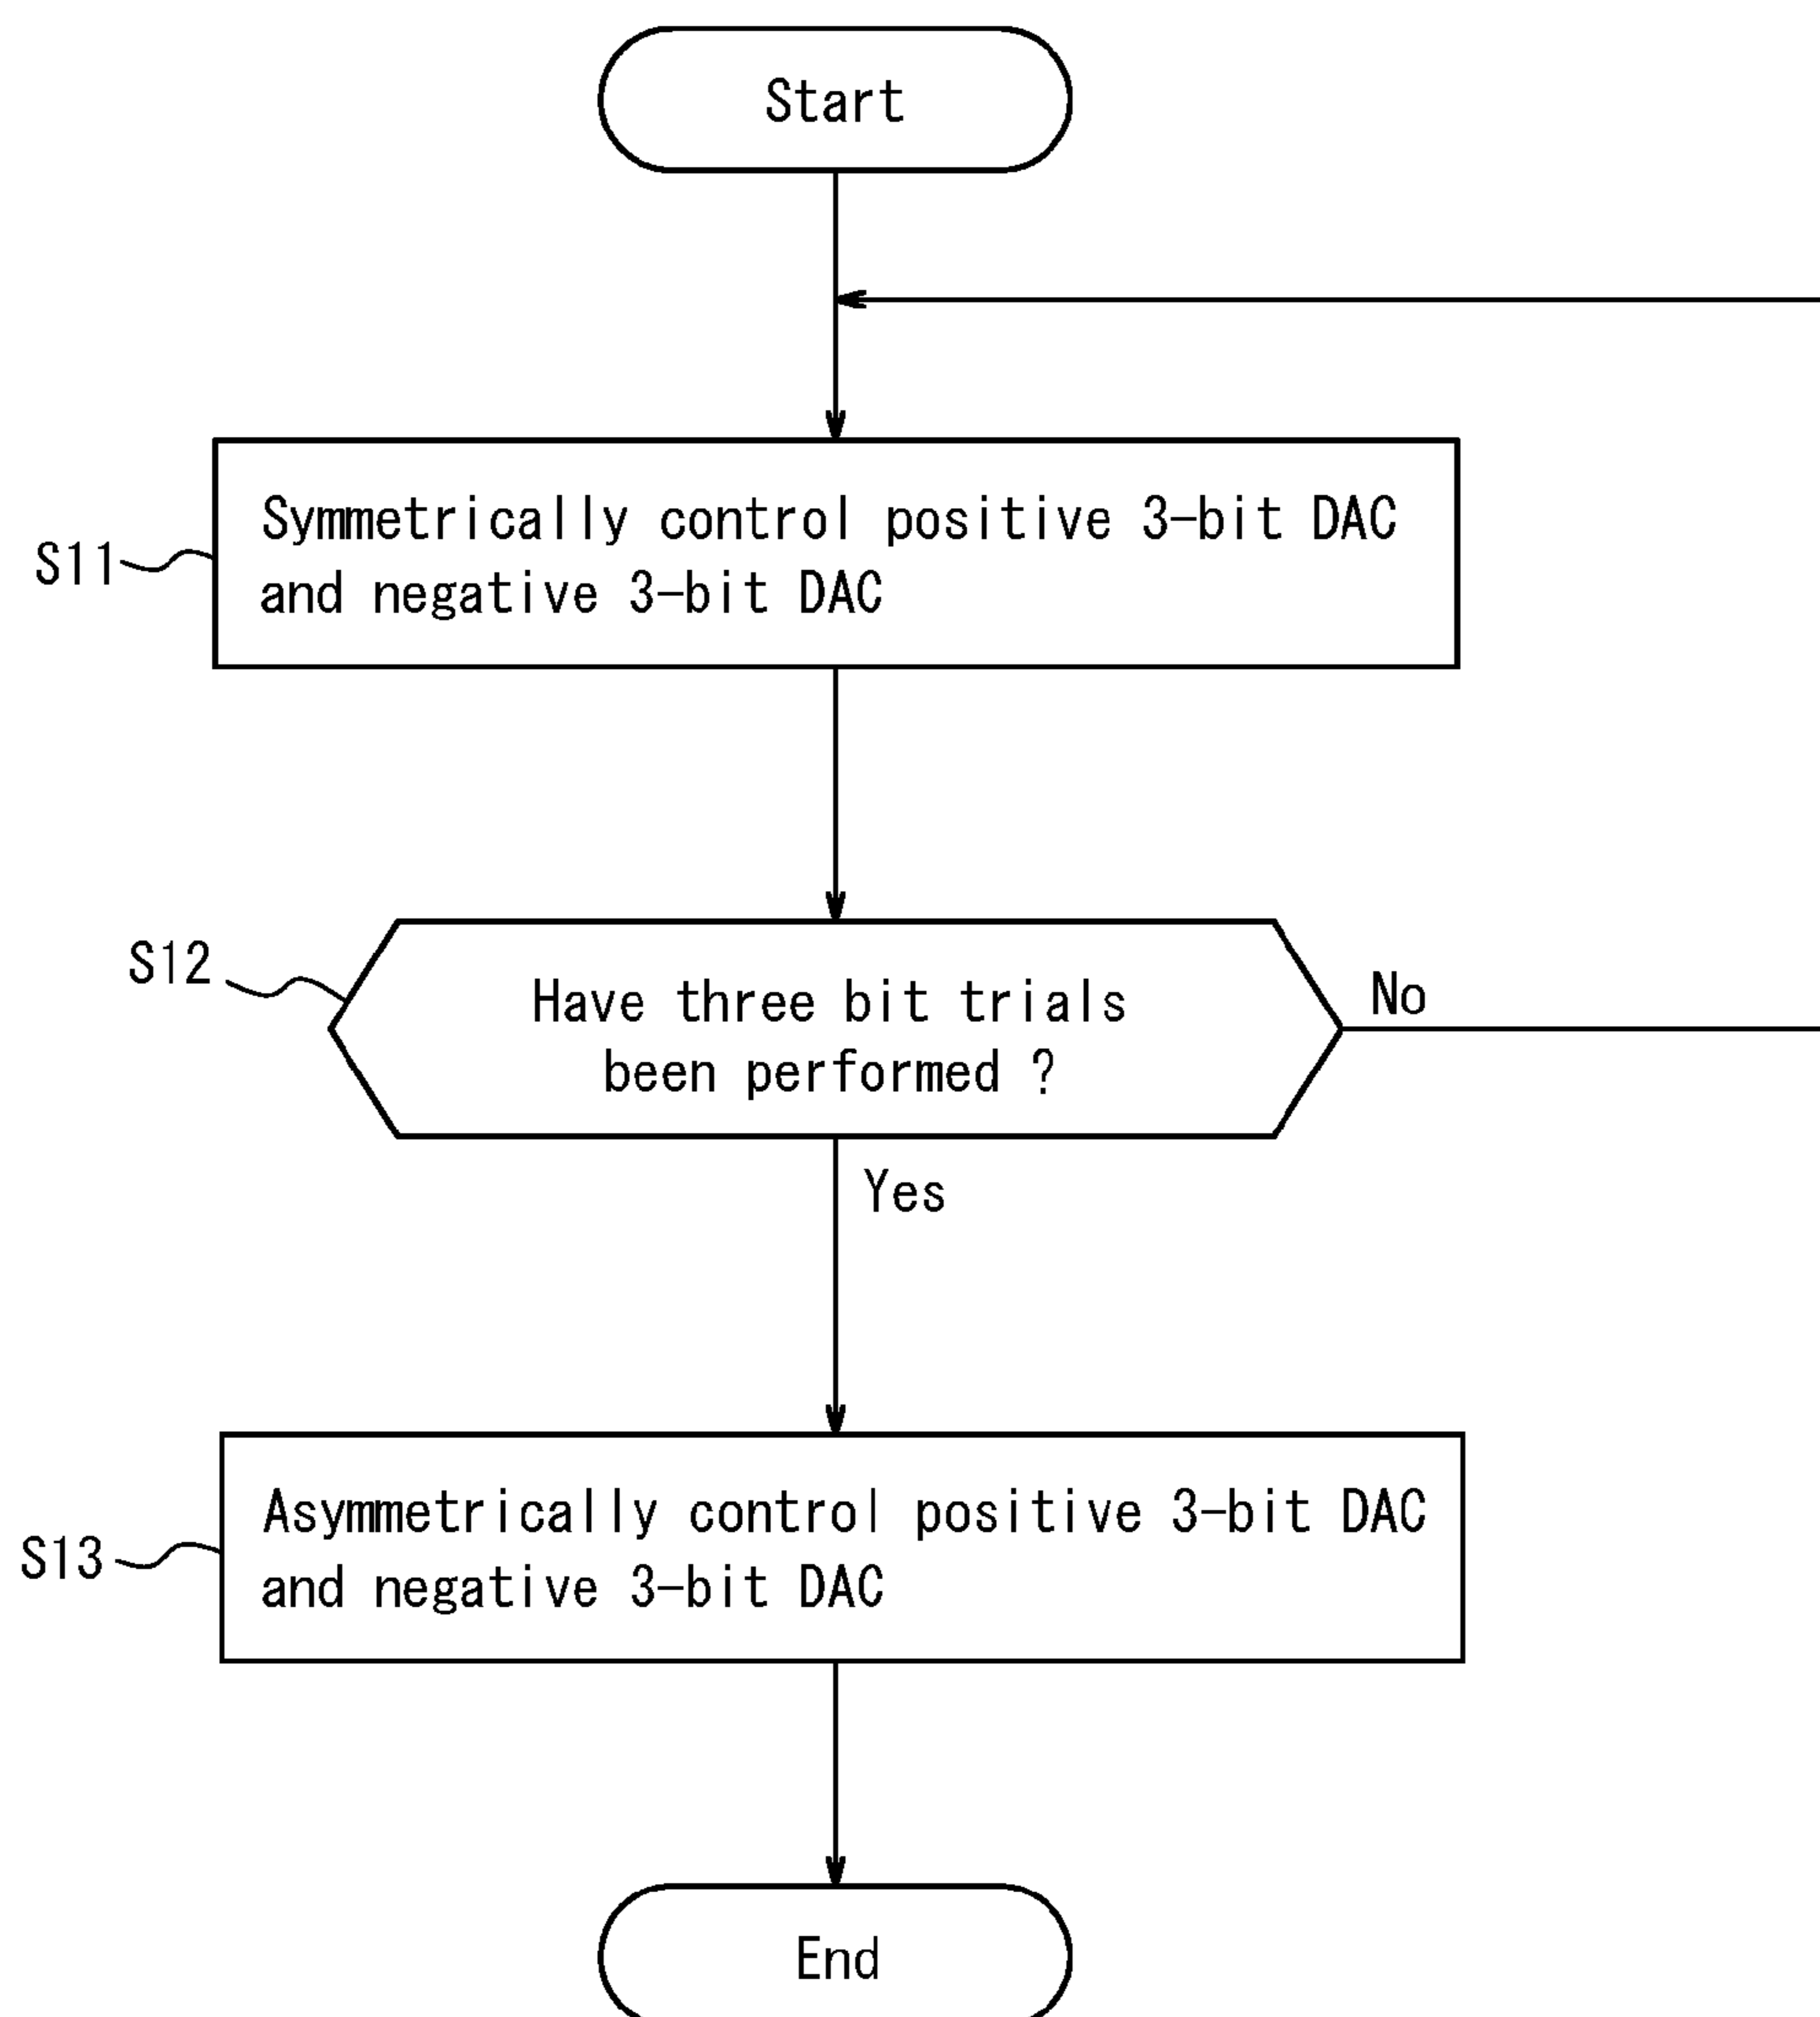 Start
S11
Symmetrically control positive 3-bit DAC
and negative 3-bit DAC
S12
Have three bit trials
been performed ?
No
Yes
S13
Asymmetrically control positive 3-bit DAC
and negative 3-bit DAC
End